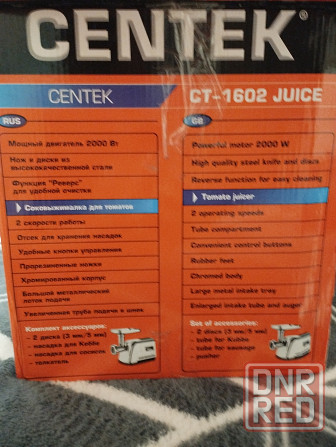 CENTEK®
CENTEK
CT-1602 JUICE
RUS
Мощный двигатель 2000 Вт
Нож и диски из
высококачественной стали
Функция "Реверс"
для удобной очистки
Соковыжималка для томатов
2 скорости работы
Отсек для хранения насадок
Удобные кнопки управления
Прорезиненные ножки
Хромированный корпус
Большой металлический
лоток подачи
Увеличенная труба подачи и шнек
Комплект аксессуаров:
- 2 диска (3 мм/5 мм)
- насадка для Кеббе
- насадка для сосисок
- толкатель
GB
Powerful motor 2000 W
High quality steel knife and discs
Reverse function for easy cleaning
Tomato juicer
2 operating speeds
Tube compartment
Convenient control buttons
Rubber feet
Chromed body
Large metal intake tray
Enlarged intake tube and auger
Set of accessories:
- 2 discs (3 мм/5 мм)
- tube for Kubbe
- tube for sausage
- pusher
DNR
RED